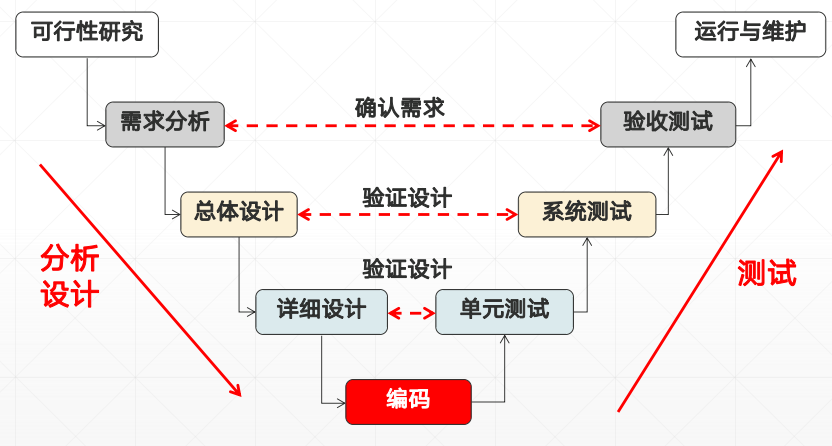 可行性研究
运行与维护
需求分析
确认需求
验收测试
总体设计
验证设计
系统测试
分析
设计
验证设计
测试
详细设计
单元测试
编码